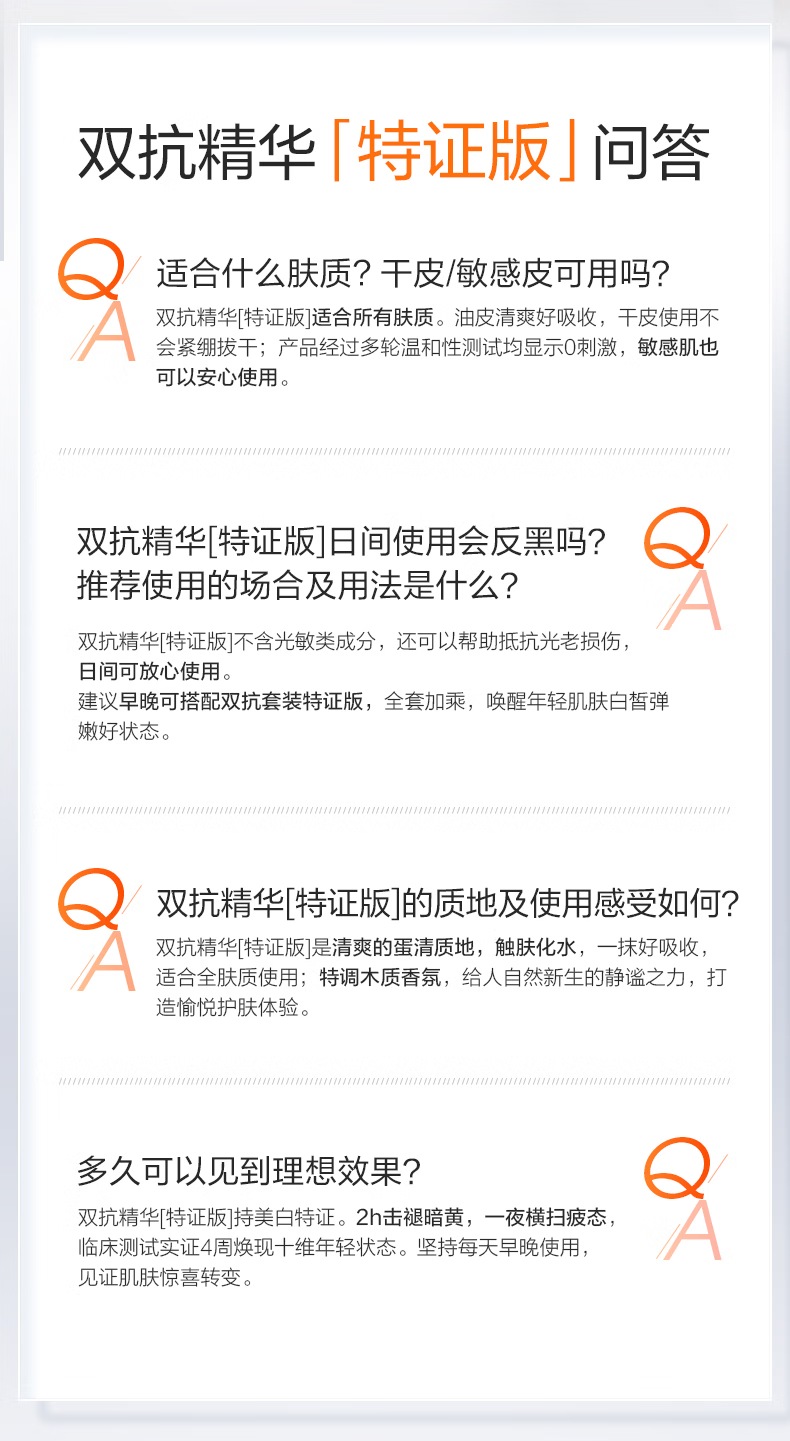 双抗精华「特证版」问答
Q
A
适合什么肤质？干皮/敏感皮可用吗？
双抗精华[特证版]适合所有肤质。油皮清爽好吸收，干皮使用不
会紧绷拔干；产品经过多轮温和性测试均显示0刺激，敏感肌也
可以安心使用。
双抗精华[特证版]日间使用会反黑吗？
推荐使用的场合及用法是什么？
Q
A
双抗精华[特证版]不含光敏类成分，还可以帮助抵抗光老损伤，
日间可放心使用。
建议早晚可搭配双抗套装特证版，全套加乘，唤醒年轻肌肤白皙弹
嫩好状态。
Q
A
双抗精华[特证版]的质地及使用感受如何？
双抗精华[特证版]是清爽的蛋清质地，触肤化水，一抹好吸收，
适合全肤质使用；特调木质香氛，给人自然新生的静谧之力，打
造愉悦护肤体验。
多久可以见到理想效果？
Q
A
双抗精华[特证版]持美白特证。2h击褪暗黄，一夜横扫疲态，
临床测试实证4周焕现十维年轻状态。坚持每天早晚使用，
见证肌肤惊喜转变。